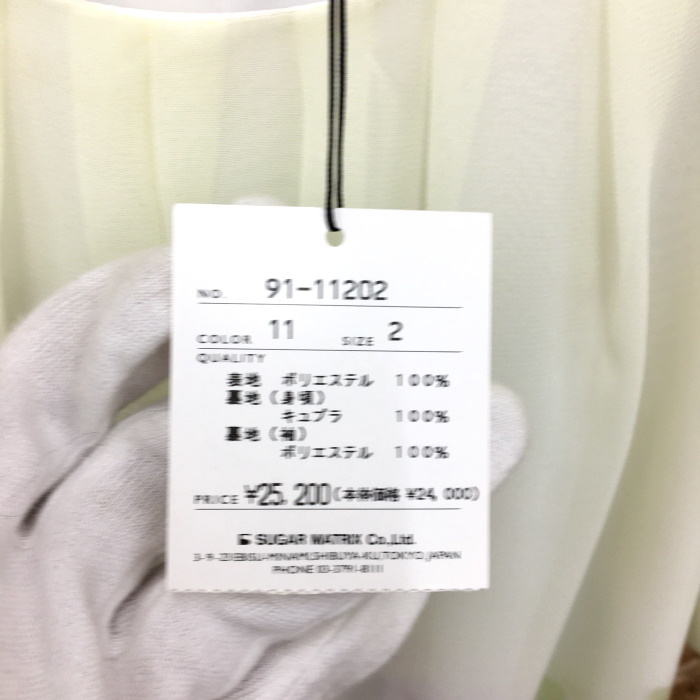 NO. 91-11202
COLOR 11 SIZE 2
QUALITY
表地 ポリエステル 100%
裏地(身頃)
キュプラ 100%
裏地(袖)
ポリエステル 100%
PRICE ¥25,200(本体価格 ¥24,000)
SUGAR MATRIX Co.,Ltd.
3-9-2 EBISU-MINAMI,SHIBUYA-KU,TOKYO,JAPAN
PHONE 03-3791-8111